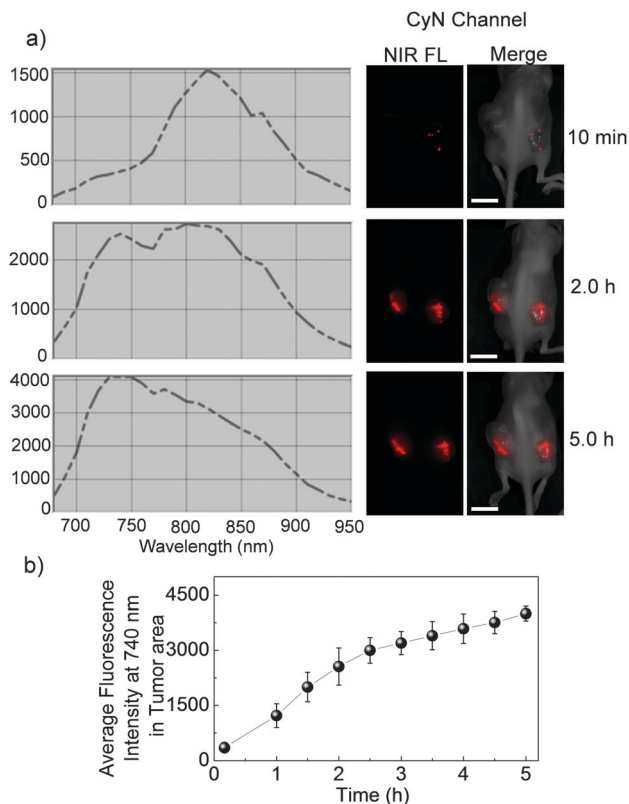 a)
CyN Channel
NIR FL Merge
1500
1000
500
0
10 min
2000
1000
0
2.0 h
4000
3000
2000
1000
0
5.0 h
700 750 800 850 900 950
Wavelength (nm)
b)
Average Fluorescence
Intensity at 740 nm
in Tumor area
4500
3000
1500
0
0 1 2 3 4 5
Time (h)